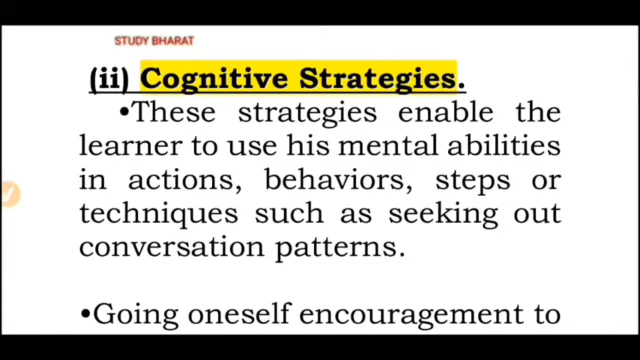 STUDY BHARAT
(ii) Cognitive Strategies.
•These strategies enable the
learner to use his mental abilities
in actions, behaviors, steps or
techniques such as seeking out
conversation patterns.
•Going oneself encouragement to